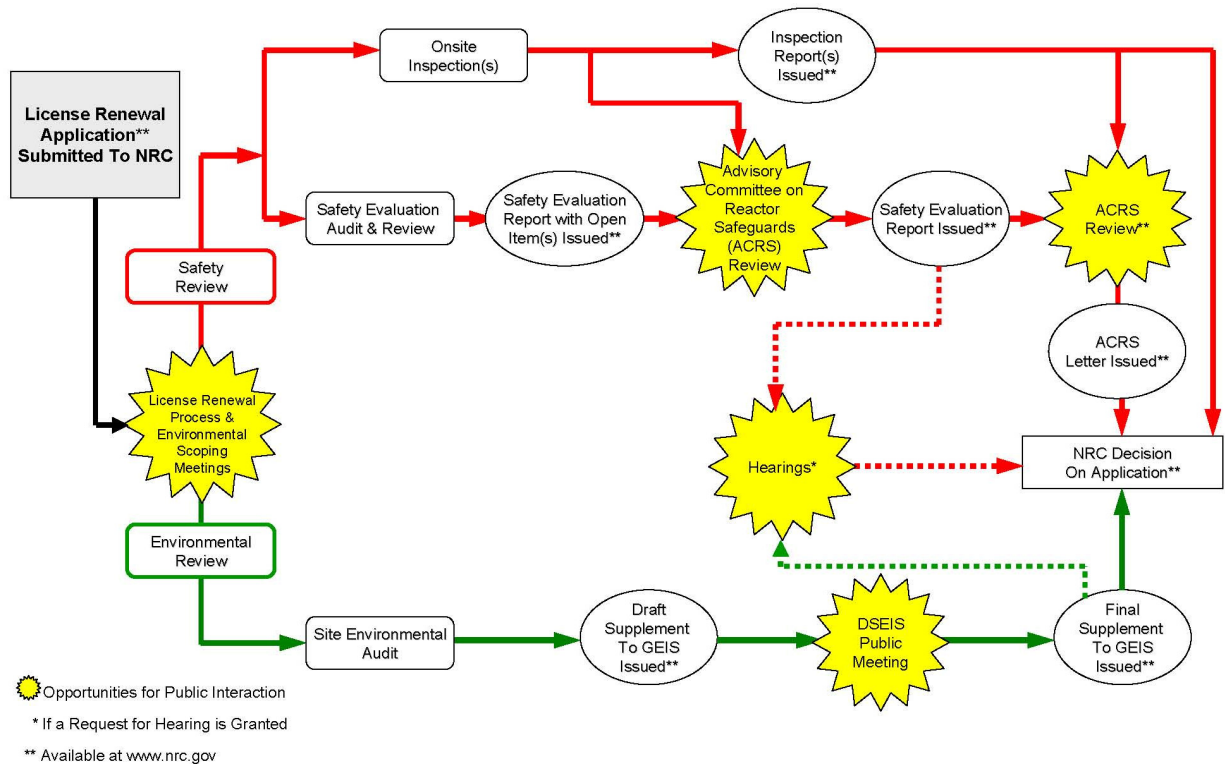 License Renewal
Application**
Submitted To NRC
Onsite
Inspection(s)
Inspection
Report(s)
Issued**
Safety Evaluation
Audit & Review
Safety Evaluation
Report with Open
Item(s) Issued**
Advisory
Committee on
Reactor
Safeguards
(ACRS)
Review
Safety Evaluation
Report Issued**
ACRS
Review**
Safety
Review
ACRS
Letter Issued**
License Renewal
Process &
Environmental
Scoping
Meetings
Hearings*
NRC Decision
On Application**
Environmental
Review
Site Environmental
Audit
Draft
Supplement
To GEIS
Issued**
DSEIS
Public
Meeting
Final
Supplement
To GEIS
Issued**
Opportunities for Public Interaction
* If a Request for Hearing is Granted
** Available at www.nrc.gov